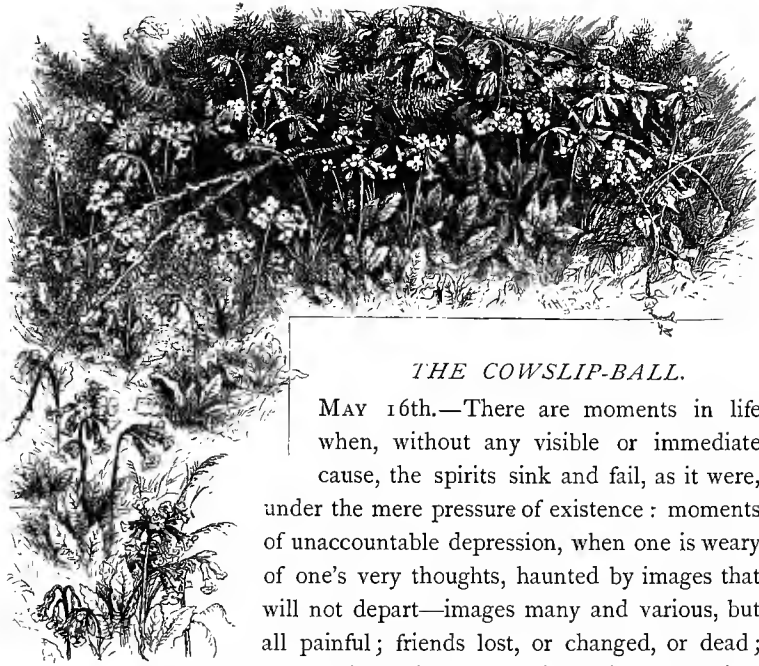 THE COWSLIP-BALL.
MAY 16th.—There are moments in life
when, without any visible or immediate
cause, the spirits sink and fail, as it were,
under the mere pressure of existence: moments
of unaccountable depression, when one is weary
of one's very thoughts, haunted by images that
will not depart—images many and various, but
all painful; friends lost, or changed, or dead;